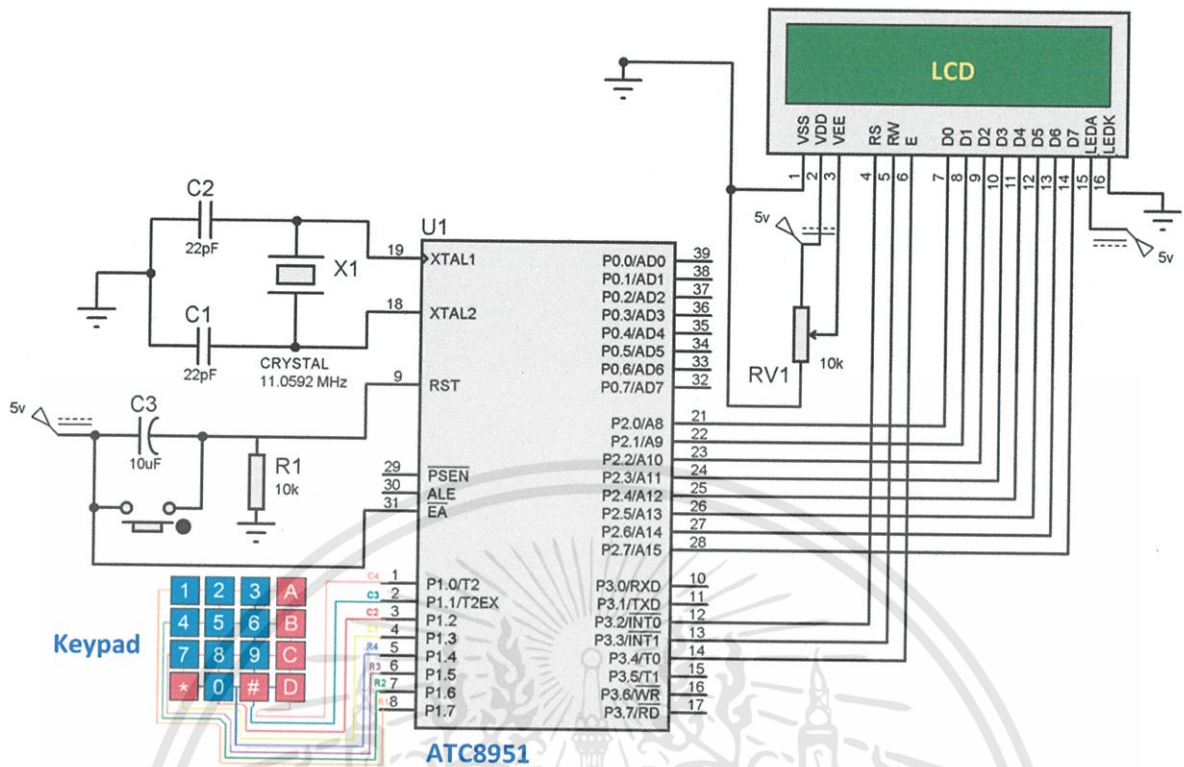 LCD
VSS
VDD
VEE
RS
RW
E
D0
D1
D2
D3
D4
D5
D6
D7
LEDA
LEDK
1
2
3
4
5
6
7
8
9
10
11
12
13
14
15
16
5v
5v
RV1
10k
C2
22pF
C1
22pF
X1
CRYSTAL
11.0592 MHz
5v
C3
10uF
R1
10k
U1
19 XTAL1
18 XTAL2
9 RST
29 PSEN
30 ALE
31 EA
1 P1.0/T2
2 P1.1/T2EX
3 P1.2
4 P1.3
5 P1.4
6 P1.5
7 P1.6
8 P1.7
P0.0/AD0 39
P0.1/AD1 38
P0.2/AD2 37
P0.3/AD3 36
P0.4/AD4 35
P0.5/AD5 34
P0.6/AD6 33
P0.7/AD7 32
P2.0/A8 21
P2.1/A9 22
P2.2/A10 23
P2.3/A11 24
P2.4/A12 25
P2.5/A13 26
P2.6/A14 27
P2.7/A15 28
P3.0/RXD 10
P3.1/TXD 11
P3.2/INT0 12
P3.3/INT1 13
P3.4/T0 14
P3.5/T1 15
P3.6/WR 16
P3.7/RD 17
C4
C3
C2
C1
R4
R3
R2
R1
Keypad
1 2 3 A
4 5 6 B
7 8 9 C
* 0 # D
ATC8951